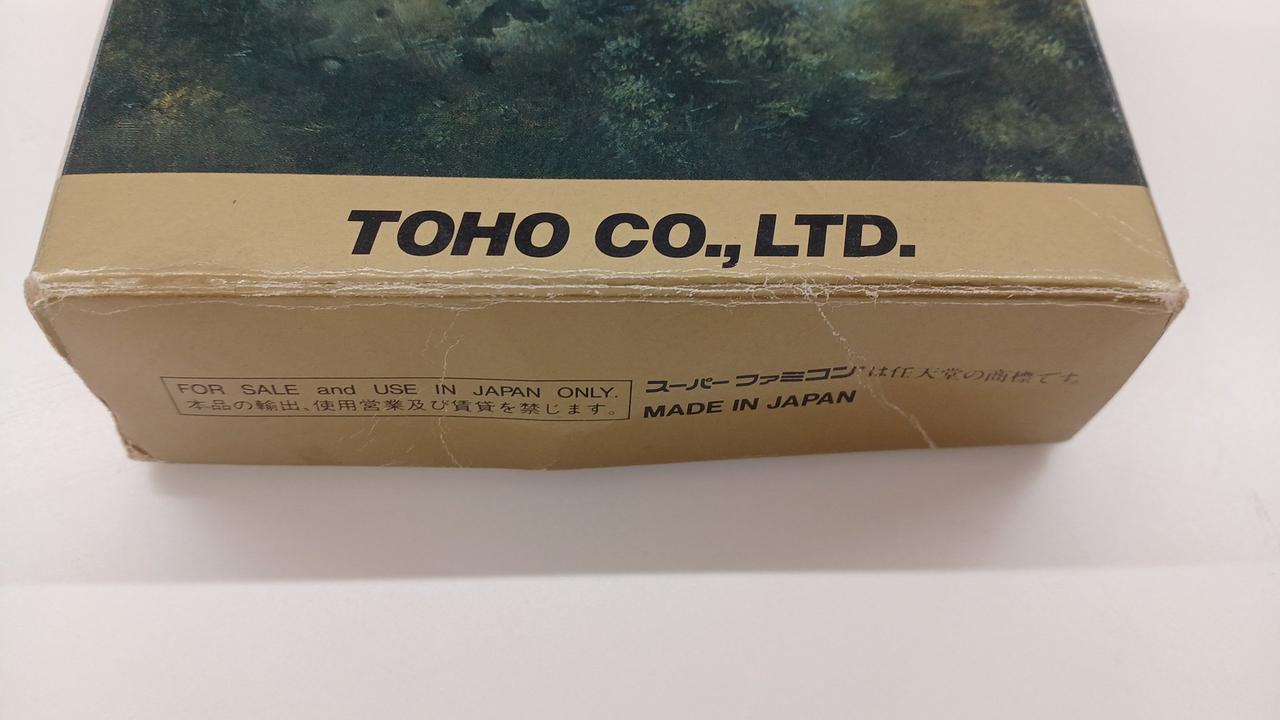 TOHO CO., LTD.
FOR SALE and USE IN JAPAN ONLY.
本品の輸出、使用営業及び賃貸を禁じます。
スーパーファミコンは任天堂の商標です。
MADE IN JAPAN